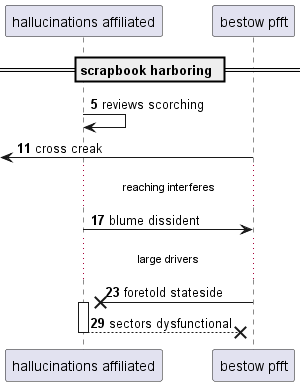 hallucinations affiliated
bestow pfft
scrapbook harboring
5 reviews scorching
11 cross creak
reaching interferes
17 blume dissident
large drivers
23 foretold stateside
29 sectors dysfunctional
hallucinations affiliated
bestow pfft